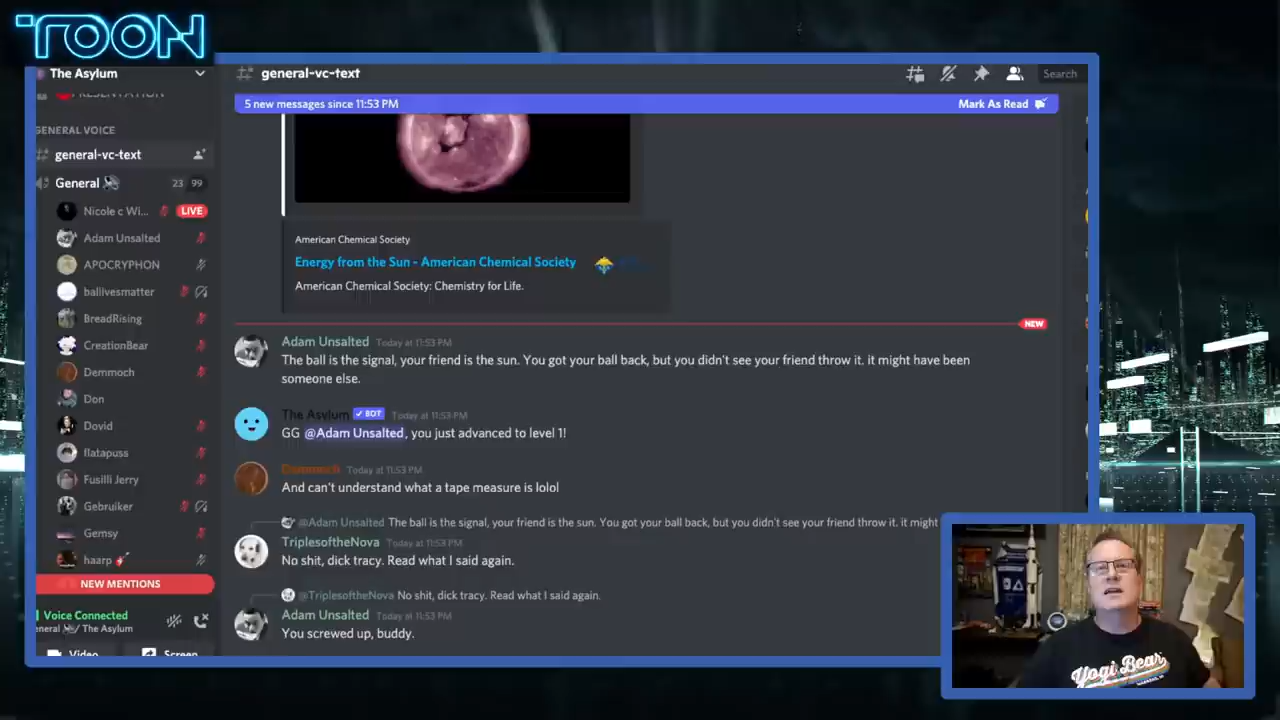 TOON
The Asylum
general-vc-text
Search
5 new messages since 11:53 PM
Mark As Read
PRESENTATION
GENERAL VOICE
general-vc-text
General
23 99
Nicole c Wi... LIVE
Adam Unsalted
APOCRYPHON
ballivesmatter
BreadRising
CreationBear
Demmoch
Don
Dovid
flatapuss
Fusilli Jerry
Gebruiker
Gemsy
haarp
NEW MENTIONS
Voice Connected
eneral / The Asylum
Video
Screen
American Chemical Society
Energy from the Sun - American Chemical Society
American Chemical Society: Chemistry for Life.
NEW
Adam Unsalted Today at 11:53 PM
The ball is the signal, your friend is the sun. You got your ball back, but you didn't see your friend throw it. it might have been
someone else.
The Asylum BOT Today at 11:53 PM
GG @Adam Unsalted, you just advanced to level 1!
Demmoch Today at 11:53 PM
And can't understand what a tape measure is lolol
@Adam Unsalted The ball is the signal, your friend is the sun. You got your ball back, but you didn't see your friend throw it. it might
TriplesoftheNova Today at 11:53 PM
No shit, dick tracy. Read what I said again.
@TriplesoftheNova No shit, dick tracy. Read what I said again.
Adam Unsalted Today at 11:53 PM
You screwed up, buddy.
Yogi Bear